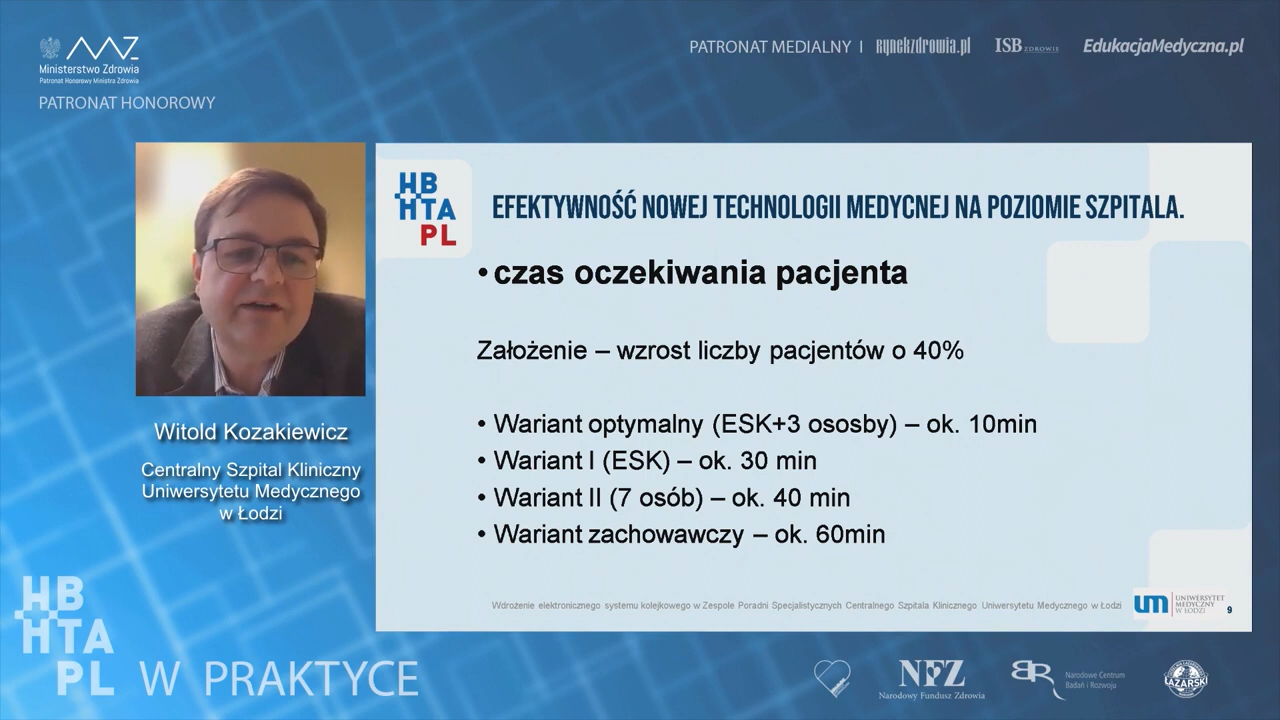 Ministerstwo Zdrowia
Patronat Honorowy Ministra Zdrowia
PATRONAT HONOROWY
PATRONAT MEDIALNY I rynekzdrowia.pl ISB ZDROWIE EdukacjaMedyczna.pl
HB
HTA
PL
EFEKTYWNOŚĆ NOWEJ TECHNOLOGII MEDYCNEJ NA POZIOMIE SZPITALA.
• czas oczekiwania pacjenta
Założenie – wzrost liczby pacjentów o 40%
• Wariant optymalny (ESK+3 ososby) – ok. 10min
• Wariant I (ESK) – ok. 30 min
• Wariant II (7 osób) – ok. 40 min
• Wariant zachowawczy – ok. 60min
Wdrożenie elektronicznego systemu kolejkowego w Zespole Poradni Specjalistycznych Centralnego Szpitala Klinicznego Uniwersytetu Medycznego w Łodzi
um UNIWERSYTET
MEDYCZNY
W ŁODZI
9
Witold Kozakiewicz
Centralny Szpital Kliniczny
Uniwersytetu Medycznego
w Łodzi
HB
HTA
PL W PRAKTYCE
NFZ
Narodowy Fundusz Zdrowia
Narodowe Centrum
Badań i Rozwoju
ŁAZARSKI